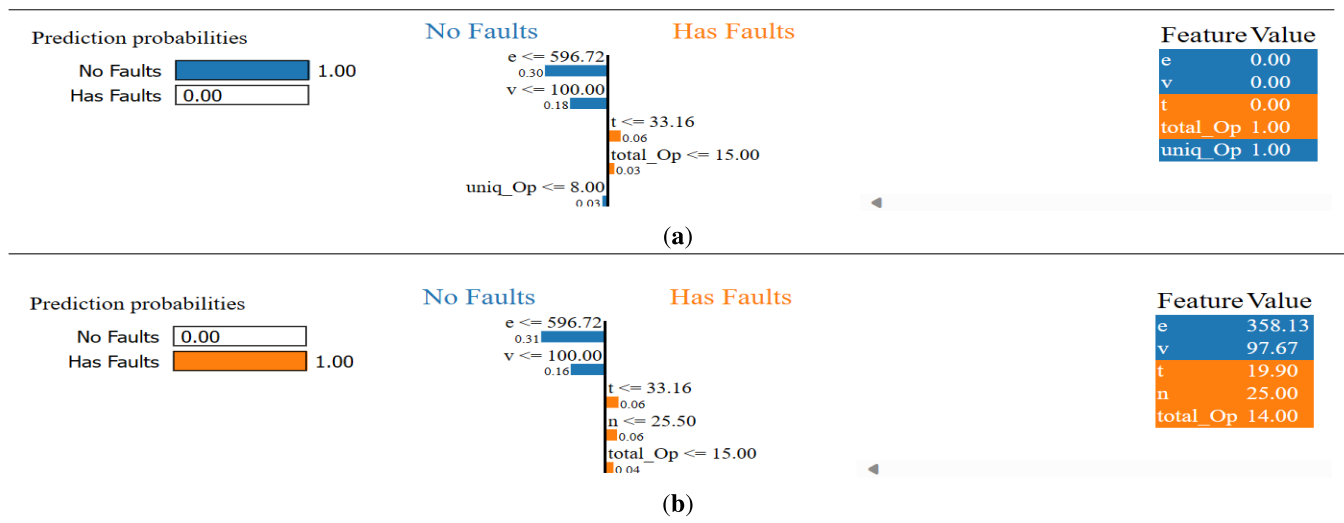 Prediction probabilities
No Faults 1.00
Has Faults 0.00
No Faults Has Faults
e <= 596.72
0.30
v <= 100.00
0.18
t <= 33.16
0.06
total_Op <= 15.00
0.03
uniq_Op <= 8.00
0.03
Feature Value
e 0.00
v 0.00
t 0.00
total_Op 1.00
uniq_Op 1.00
(a)
Prediction probabilities
No Faults 0.00
Has Faults 1.00
No Faults Has Faults
e <= 596.72
0.31
v <= 100.00
0.16
t <= 33.16
0.06
n <= 25.50
0.06
total_Op <= 15.00
0.04
Feature Value
e 358.13
v 97.67
t 19.90
n 25.00
total_Op 14.00
(b)